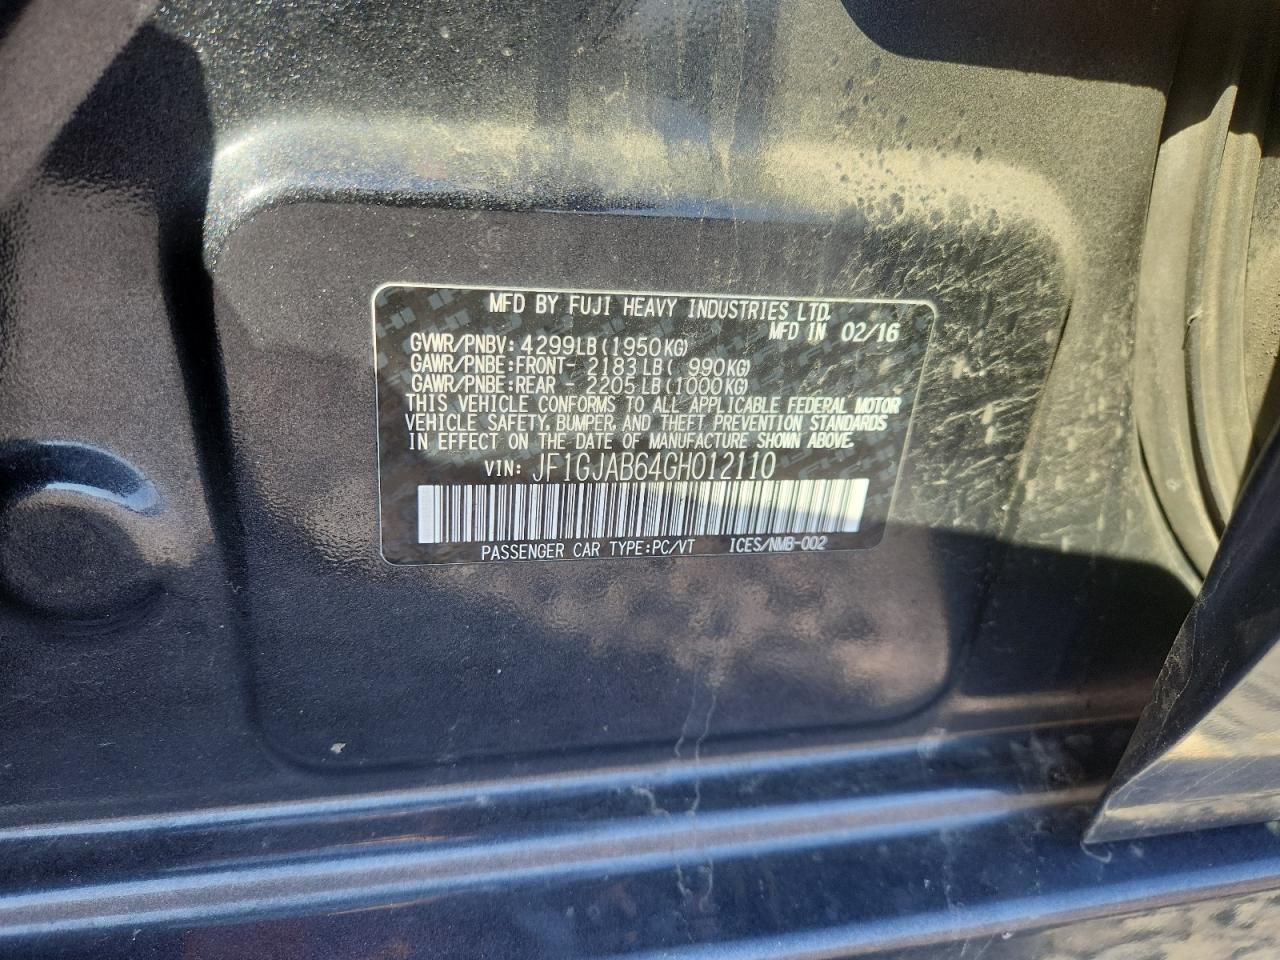 MFD BY FUJI HEAVY INDUSTRIES LTD.
MFD IN 02/16
GVWR/PNBV: 4299LB (1950KG)
GAWR/PNBE:FRONT- 2183 LB ( 990KG)
GAWR/PNBE:REAR - 2205 LB (1000KG)
THIS VEHICLE CONFORMS TO ALL APPLICABLE FEDERAL MOTOR
VEHICLE SAFETY, BUMPER, AND THEFT PREVENTION STANDARDS
IN EFFECT ON THE DATE OF MANUFACTURE SHOWN ABOVE.
VIN: JF1GJAB64GH012110
PASSENGER CAR TYPE:PC/VT ICES/NMB-002